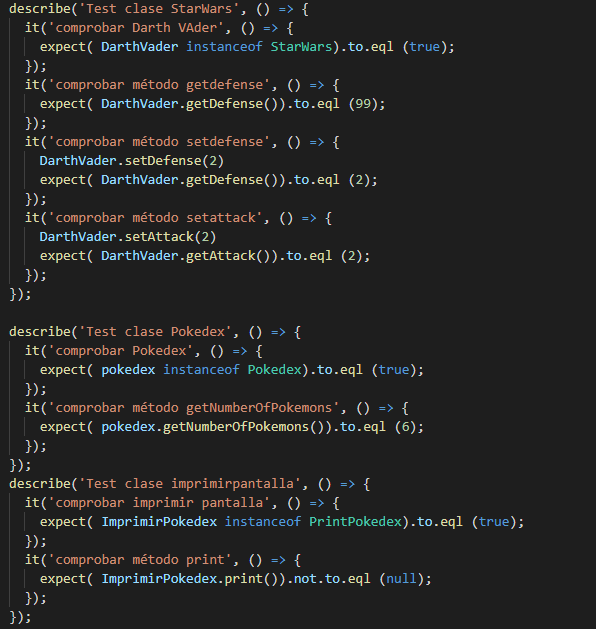 describe('Test clase StarWars', () => {
  it('comprobar Darth VAder', () => {
    expect( DarthVader instanceof StarWars).to.eql (true);
  });
  it('comprobar método getdefense', () => {
    expect( DarthVader.getDefense()).to.eql (99);
  });
  it('comprobar método setdefense', () => {
    DarthVader.setDefense(2)
    expect( DarthVader.getDefense()).to.eql (2);
  });
  it('comprobar método setattack', () => {
    DarthVader.setAttack(2)
    expect( DarthVader.getAttack()).to.eql (2);
  });
});

describe('Test clase Pokedex', () => {
  it('comprobar Pokedex', () => {
    expect( pokedex instanceof Pokedex).to.eql (true);
  });
  it('comprobar método getNumberOfPokemons', () => {
    expect( pokedex.getNumberOfPokemons()).to.eql (6);
  });
});
describe('Test clase imprimirpantalla', () => {
  it('comprobar imprimir pantalla', () => {
    expect( ImprimirPokedex instanceof PrintPokedex).to.eql (true);
  });
  it('comprobar método print', () => {
    expect( ImprimirPokedex.print()).not.to.eql (null);
  });
});